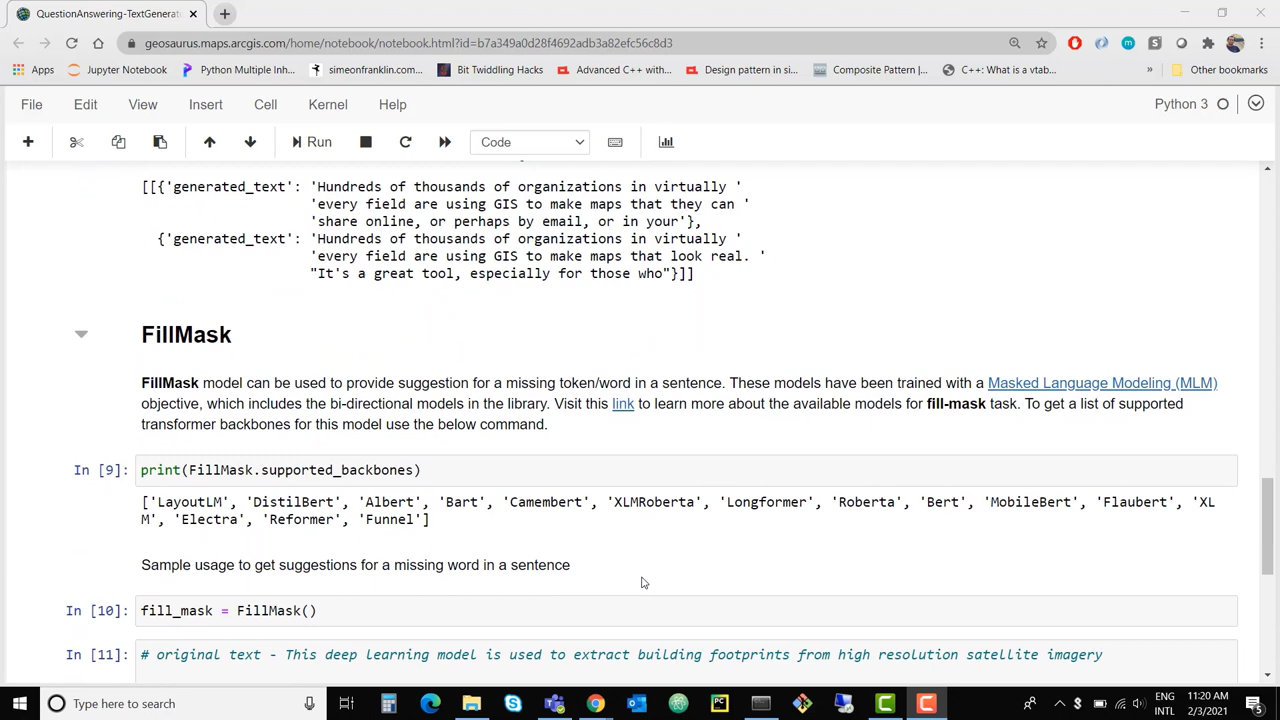 QuestionAnswering-TextGenerati
geosaurus.maps.arcgis.com/home/notebook/notebook.html?id=b7a349a0d28f4692adb3a82efc56c8d3
Apps Jupyter Notebook Python Multiple Inh... simeonfranklin.com... Bit Twiddling Hacks Advanced C++ with... Design pattern in si... Composite Pattern |... C++: What is a vtab... » Other bookmarks
File Edit View Insert Cell Kernel Help Python 3
Run Code
[[{'generated_text': 'Hundreds of thousands of organizations in virtually '
'every field are using GIS to make maps that they can '
'share online, or perhaps by email, or in your'},
{'generated_text': 'Hundreds of thousands of organizations in virtually '
'every field are using GIS to make maps that look real. '
"It's a great tool, especially for those who"}]]
FillMask
FillMask model can be used to provide suggestion for a missing token/word in a sentence. These models have been trained with a Masked Language Modeling (MLM)
objective, which includes the bi-directional models in the library. Visit this link to learn more about the available models for fill-mask task. To get a list of supported
transformer backbones for this model use the below command.
In [9]: print(FillMask.supported_backbones)
['LayoutLM', 'DistilBert', 'Albert', 'Bart', 'Camembert', 'XLMRoberta', 'Longformer', 'Roberta', 'Bert', 'MobileBert', 'Flaubert', 'XL
M', 'Electra', 'Reformer', 'Funnel']
Sample usage to get suggestions for a missing word in a sentence
In [10]: fill_mask = FillMask()
In [11]: # original text - This deep learning model is used to extract building footprints from high resolution satellite imagery
Type here to search
ENG 11:20 AM
INTL 2/3/2021 5